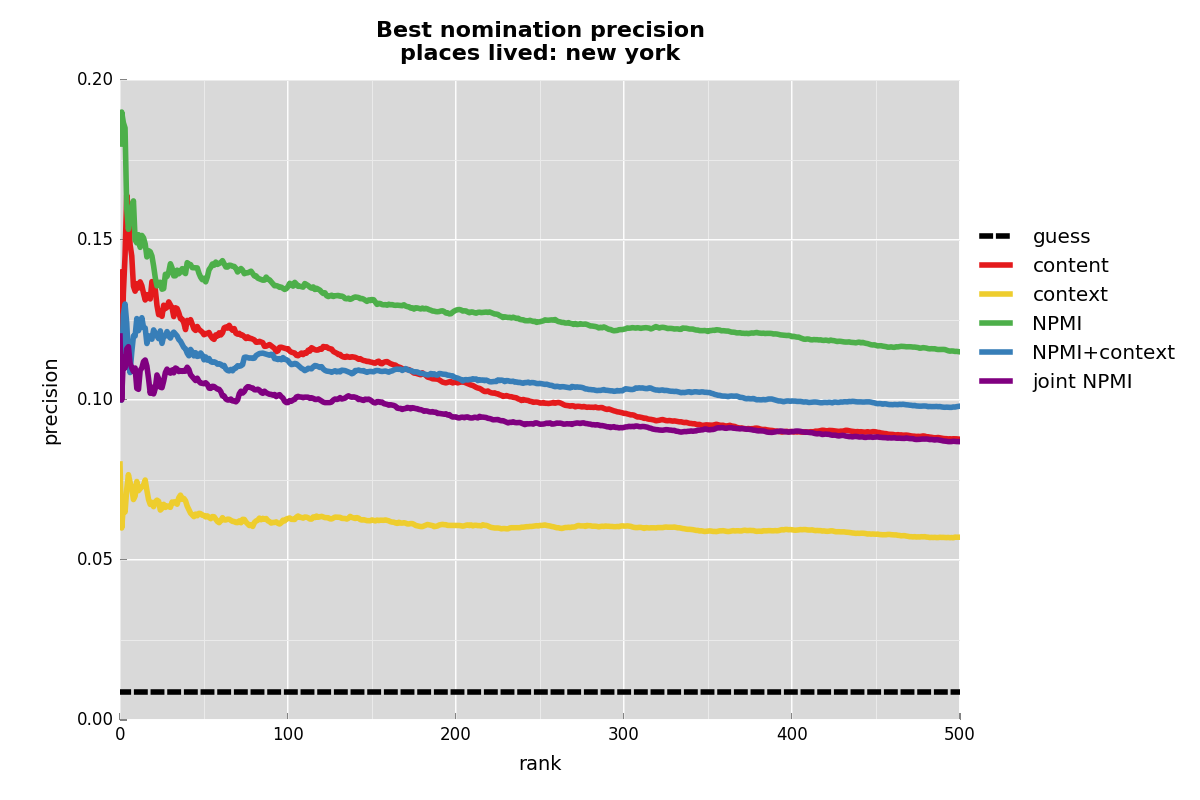 Best nomination precision
places lived: new york
0.20
0.15
0.10
0.05
0.00
precision
0 100 200 300 400 500
rank
guess
content
context
NPMI
NPMI+context
joint NPMI